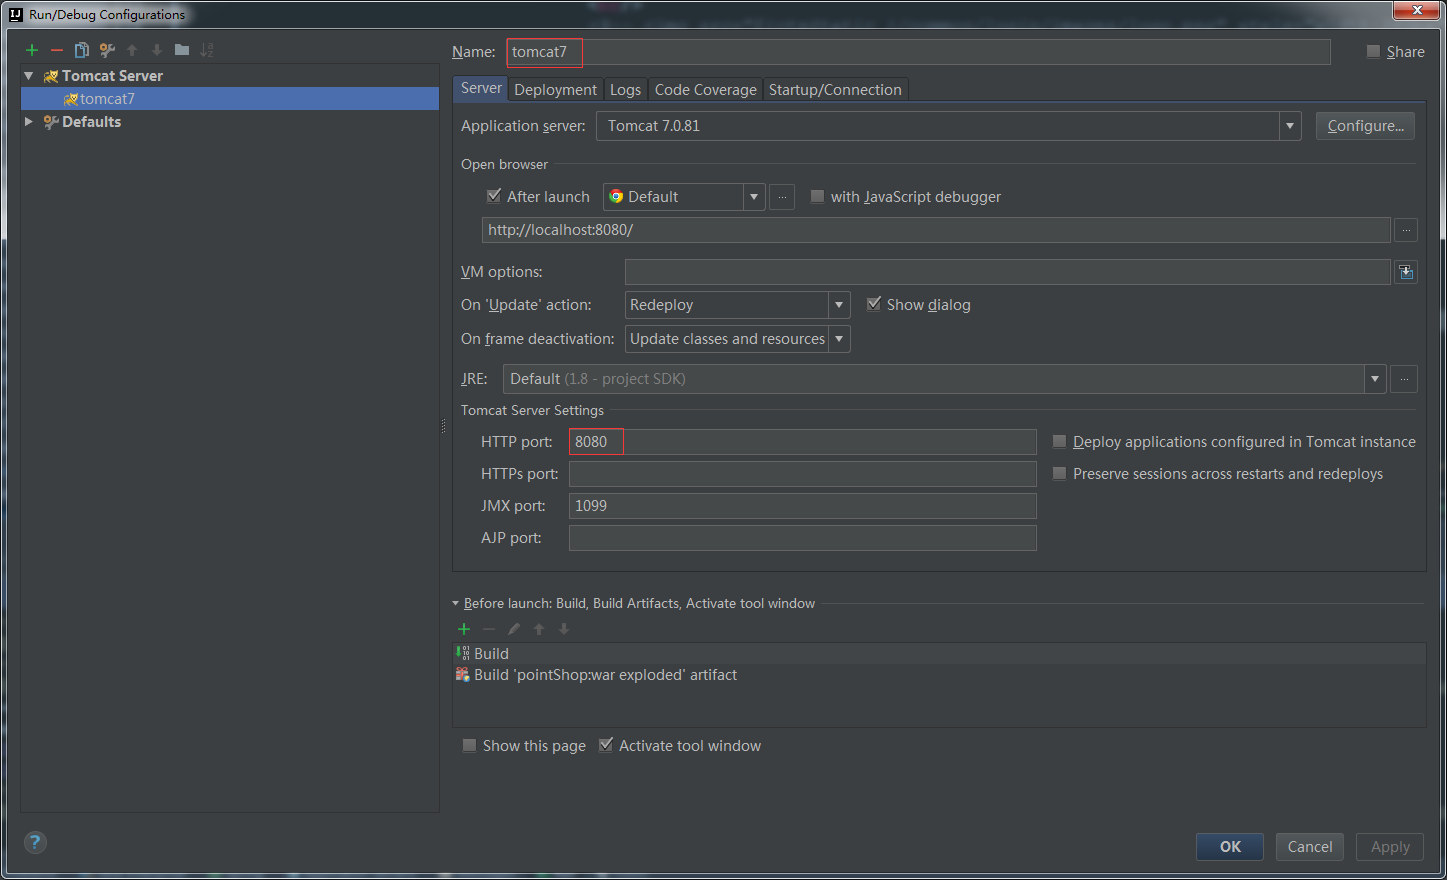 Run/Debug Configurations
Name: tomcat7
Share
Tomcat Server
tomcat7
Defaults
Server Deployment Logs Code Coverage Startup/Connection
Application server: Tomcat 7.0.81 Configure...
Open browser
After launch Default ... with JavaScript debugger
http://localhost:8080/ ...
VM options:
On 'Update' action: Redeploy Show dialog
On frame deactivation: Update classes and resources
JRE: Default (1.8 - project SDK) ...
Tomcat Server Settings
HTTP port: 8080 Deploy applications configured in Tomcat instance
HTTPs port: Preserve sessions across restarts and redeploys
JMX port: 1099
AJP port:
Before launch: Build, Build Artifacts, Activate tool window
Build
Build 'pointShop:war exploded' artifact
Show this page Activate tool window
? OK Cancel Apply